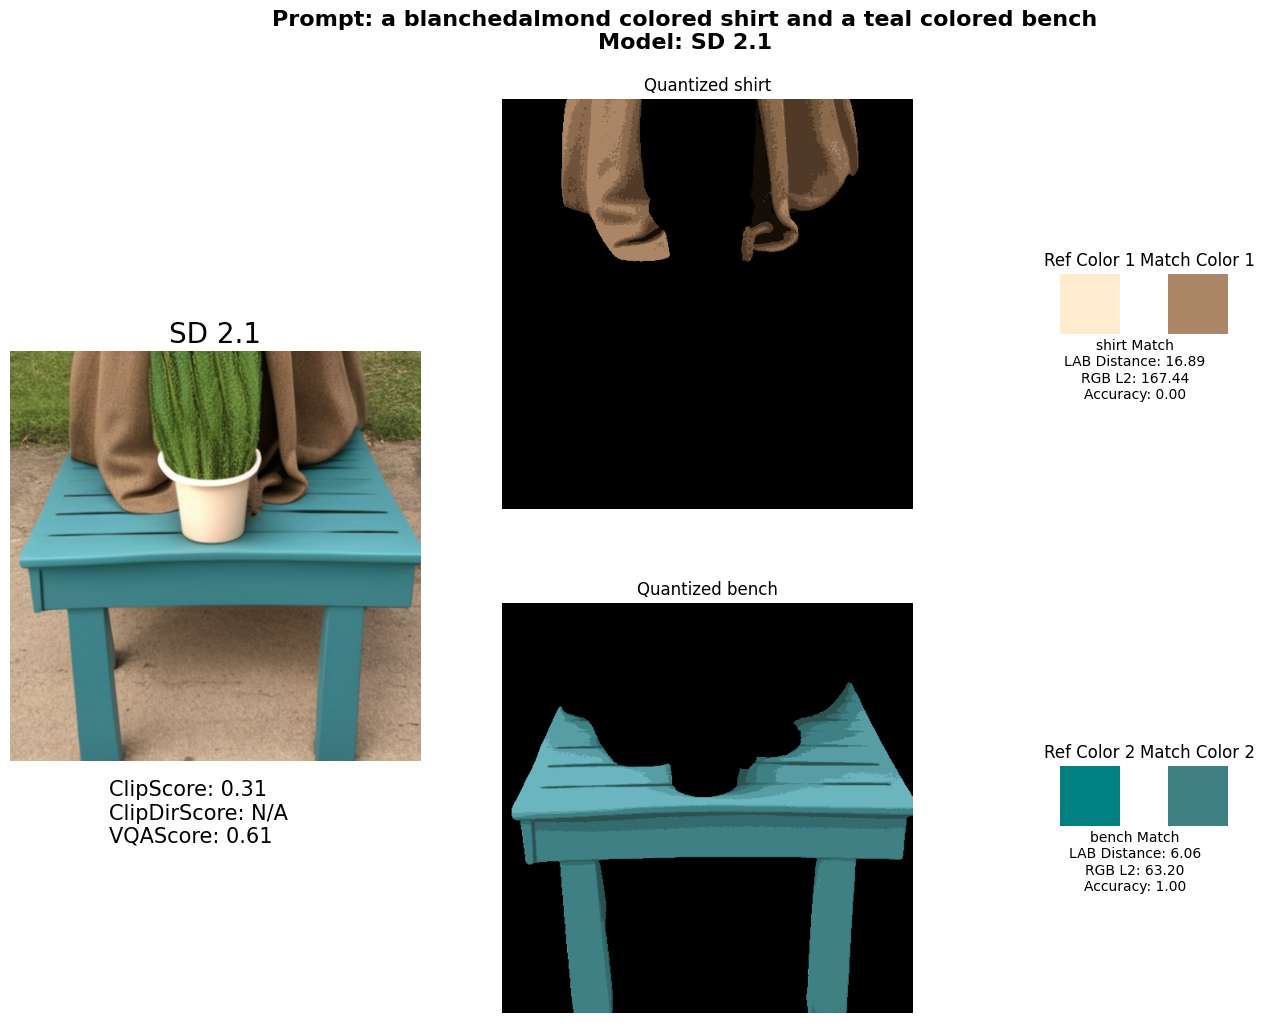 Prompt: a blanchedalmond colored shirt and a teal colored bench
Model: SD 2.1
Quantized shirt
Ref Color 1 Match Color 1
shirt Match
LAB Distance: 16.89
RGB L2: 167.44
Accuracy: 0.00
SD 2.1
ClipScore: 0.31
ClipDirScore: N/A
VQAScore: 0.61
Quantized bench
Ref Color 2 Match Color 2
bench Match
LAB Distance: 6.06
RGB L2: 63.20
Accuracy: 1.00